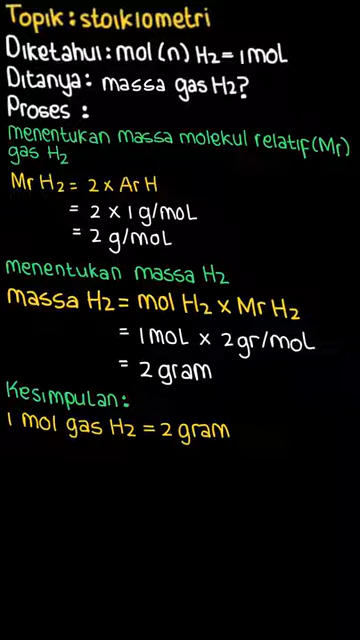 Topik: stoikiometri
Diketahui: mol (n) H₂ = 1 mol
Ditanya: massa gas H₂?
Proses :
menentukan massa molekul relatif (Mr)
gas H₂
Mr H₂ = 2 × Ar H
= 2 × 1 g/mol
= 2 g/mol
menentukan massa H₂
massa H₂ = mol H₂ × Mr H₂
= 1 mol × 2 gr/mol
= 2 gram
Kesimpulan:
1 mol gas H₂ = 2 gram